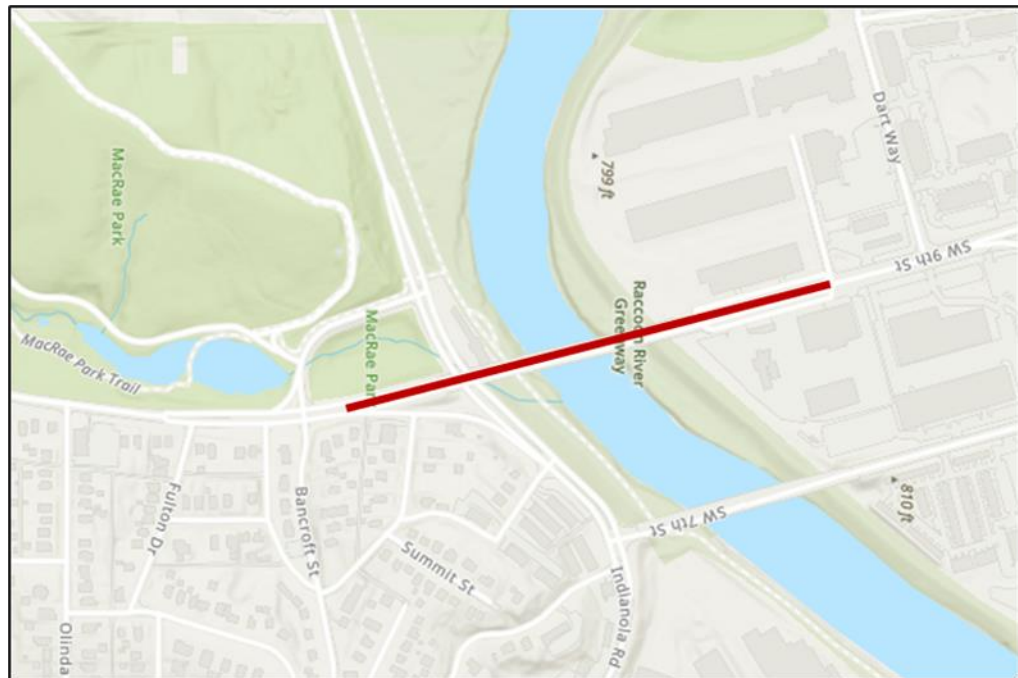 Dart Way
MacRae Park
799 ft
SW 9th St
Raccoon River
Greenway
MacRae Par
MacRae Park Trail
810 ft
Fulton Dr
Bancroft St
SW 7th St
Summit St
Indianola Rd
Olinda